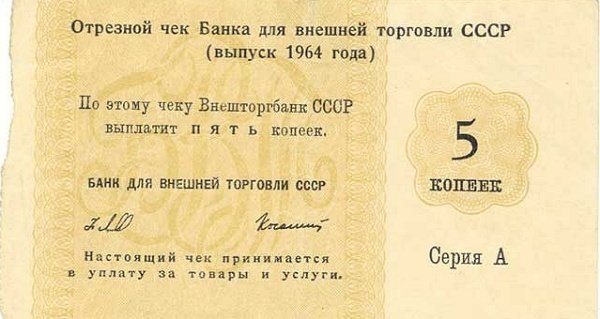 Отрезной чек Банка для внешней торговли СССР
(выпуск 1964 года)
По этому чеку Внешторгбанк СССР
выплатит пять копеек.
БАНК ДЛЯ ВНЕШНЕЙ ТОРГОВЛИ СССР
Настоящий чек принимается
в уплату за товары и услуги.
5
КОПЕЕК
Серия А